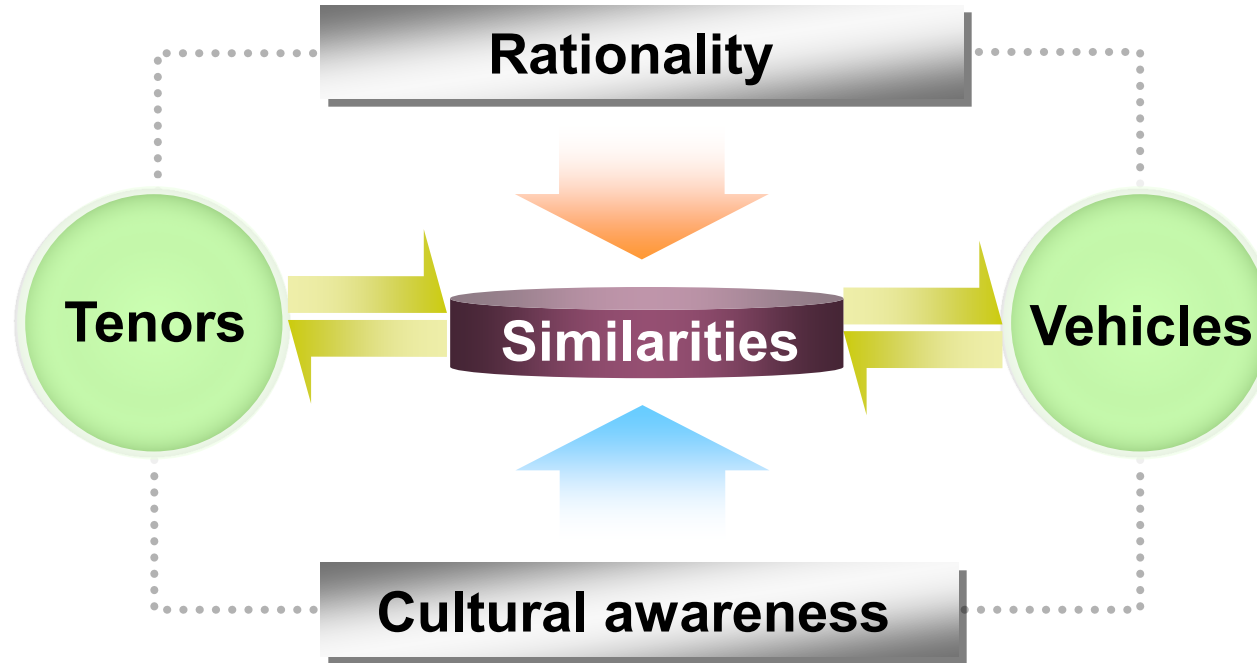 Rationality
Tenors
Similarities
Vehicles
Cultural awareness